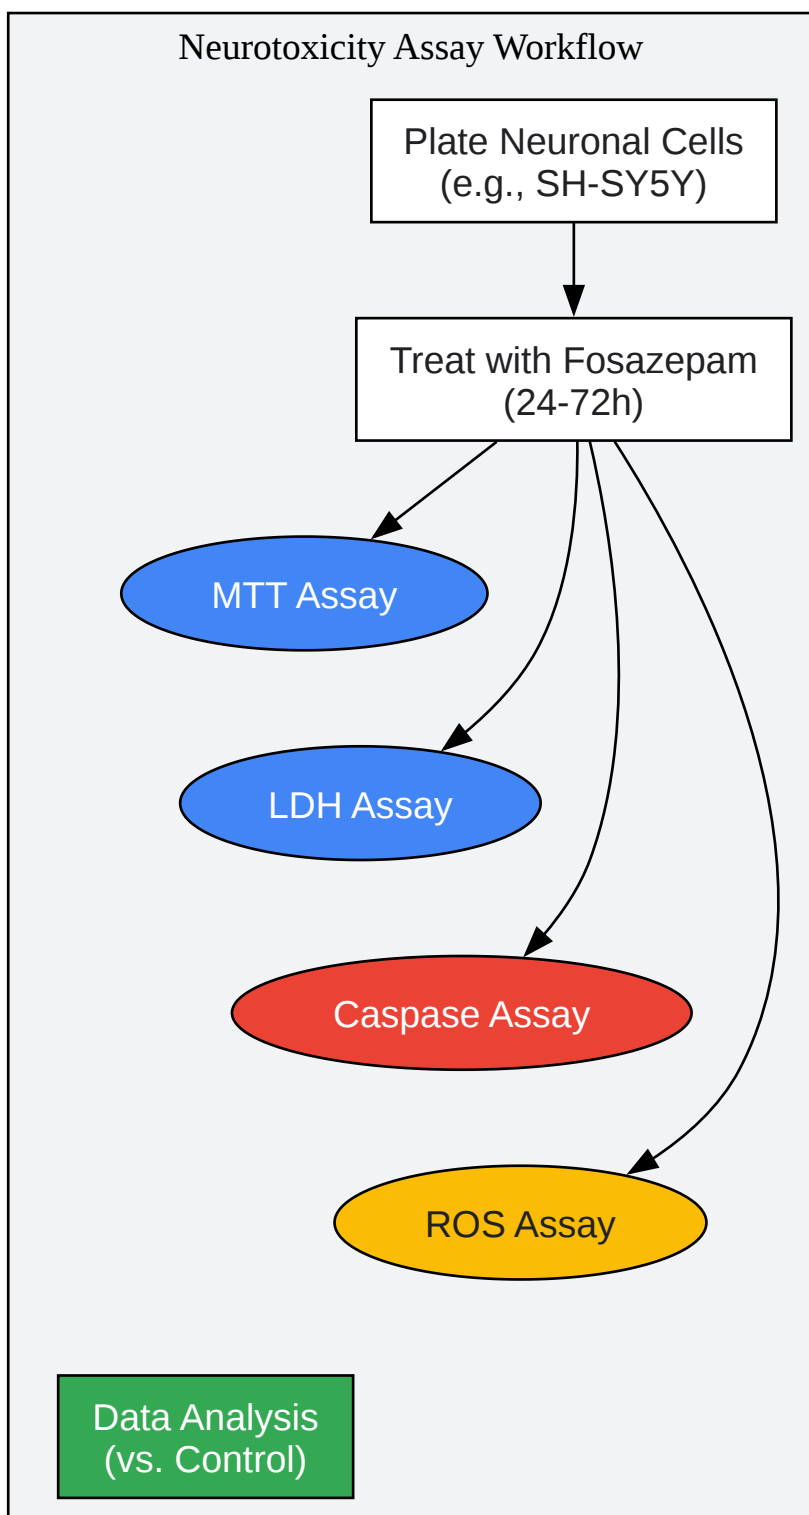 Neurotoxicity Assay Workflow
Plate Neuronal Cells
(e.g., SH-SY5Y)
Treat with Fosazepam
(24-72h)
MTT Assay
LDH Assay
Caspase Assay
ROS Assay
Data Analysis
(vs. Control)